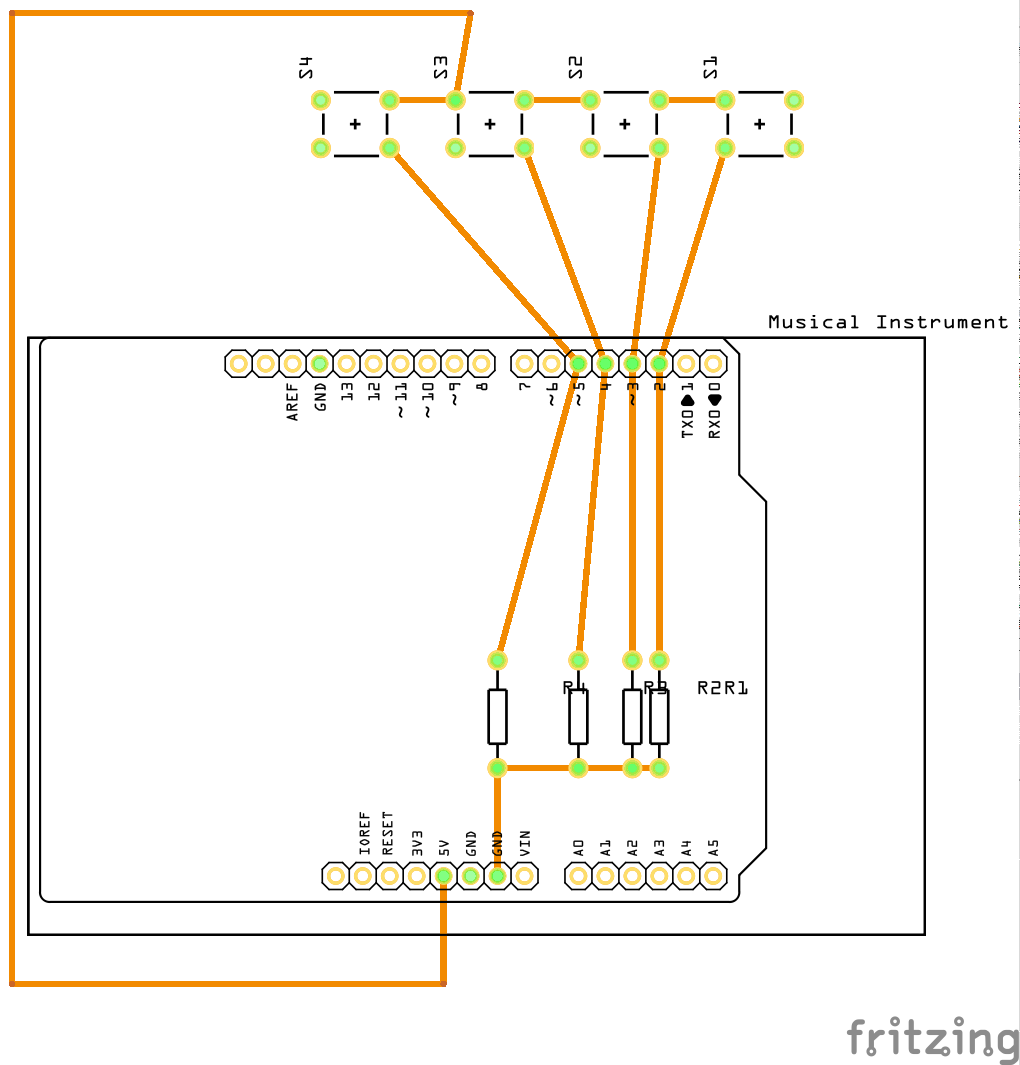 S4 S3 S2 S1
Musical Instrument
AREF GND 13 12 ~11 ~10 ~9 8 7 ~6 ~5 4 ~3 2 TX0 1 RX0 0
R4 R3 R2R1
IOREF RESET 3V3 5V GND GND VIN A0 A1 A2 A3 A4 A5
fritzing